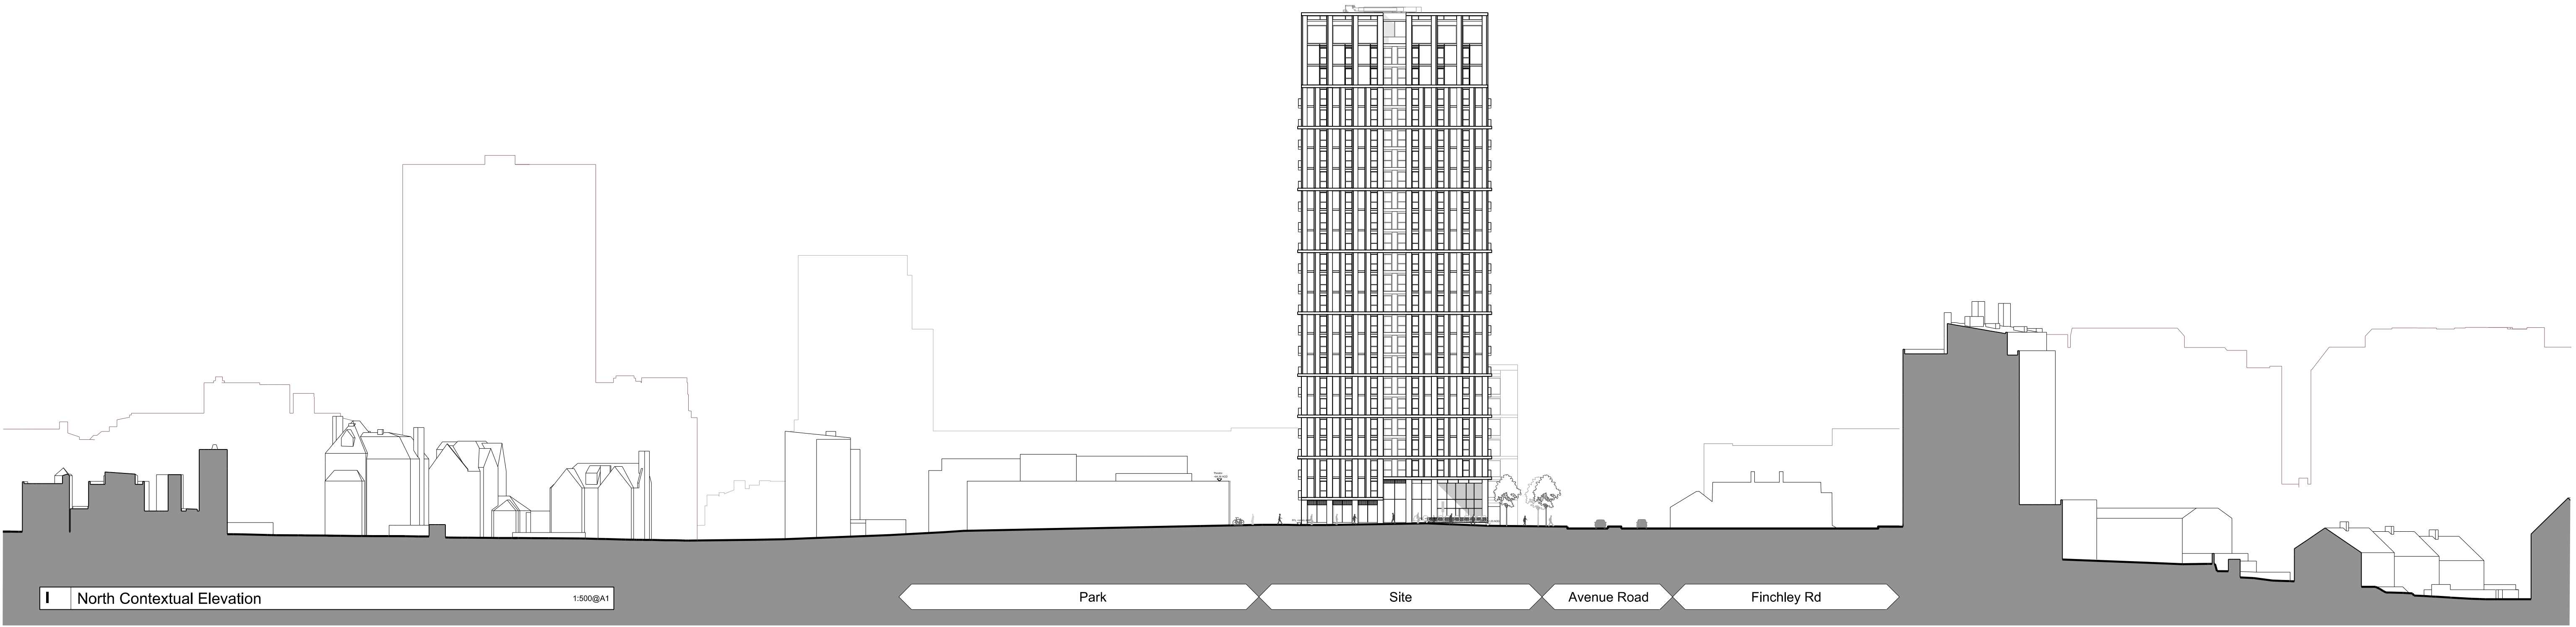 I
North Contextual Elevation
1:500@A1
Park
Site
Avenue Road
Finchley Rd